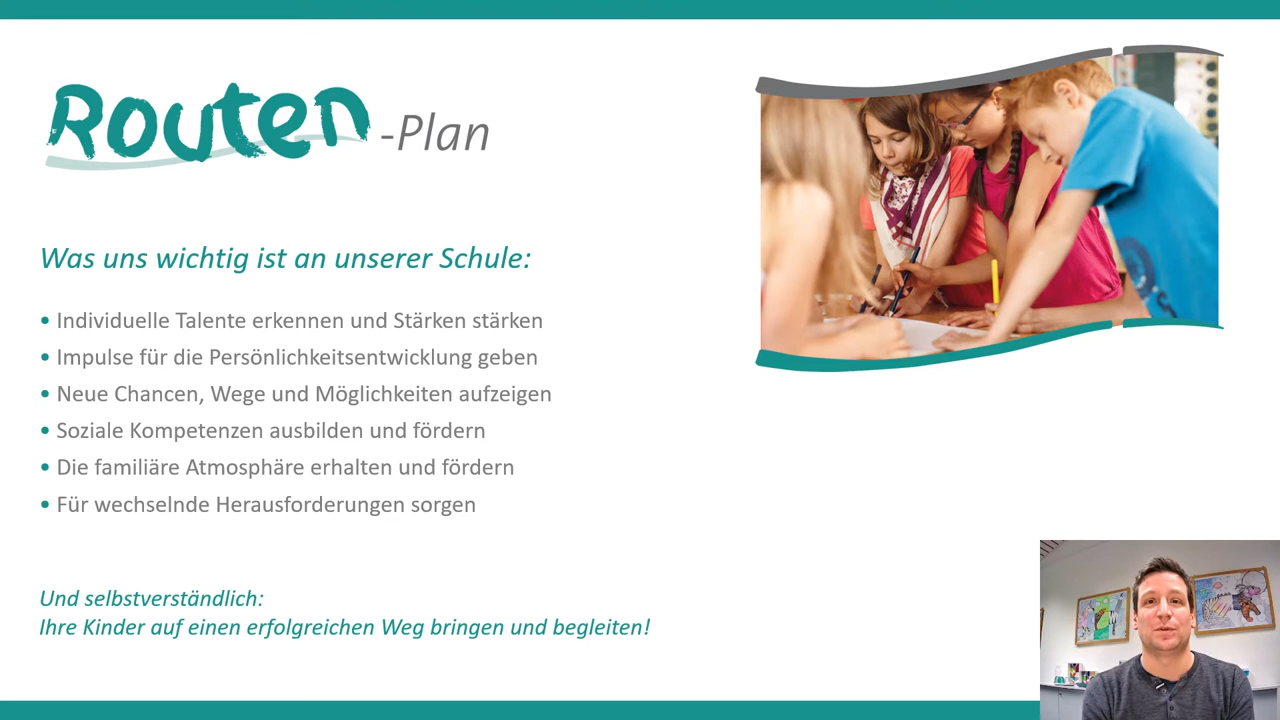 Routen-Plan
Was uns wichtig ist an unserer Schule:
• Individuelle Talente erkennen und Stärken stärken
• Impulse für die Persönlichkeitsentwicklung geben
• Neue Chancen, Wege und Möglichkeiten aufzeigen
• Soziale Kompetenzen ausbilden und fördern
• Die familiäre Atmosphäre erhalten und fördern
• Für wechselnde Herausforderungen sorgen
Und selbstverständlich:
Ihre Kinder auf einen erfolgreichen Weg bringen und begleiten!